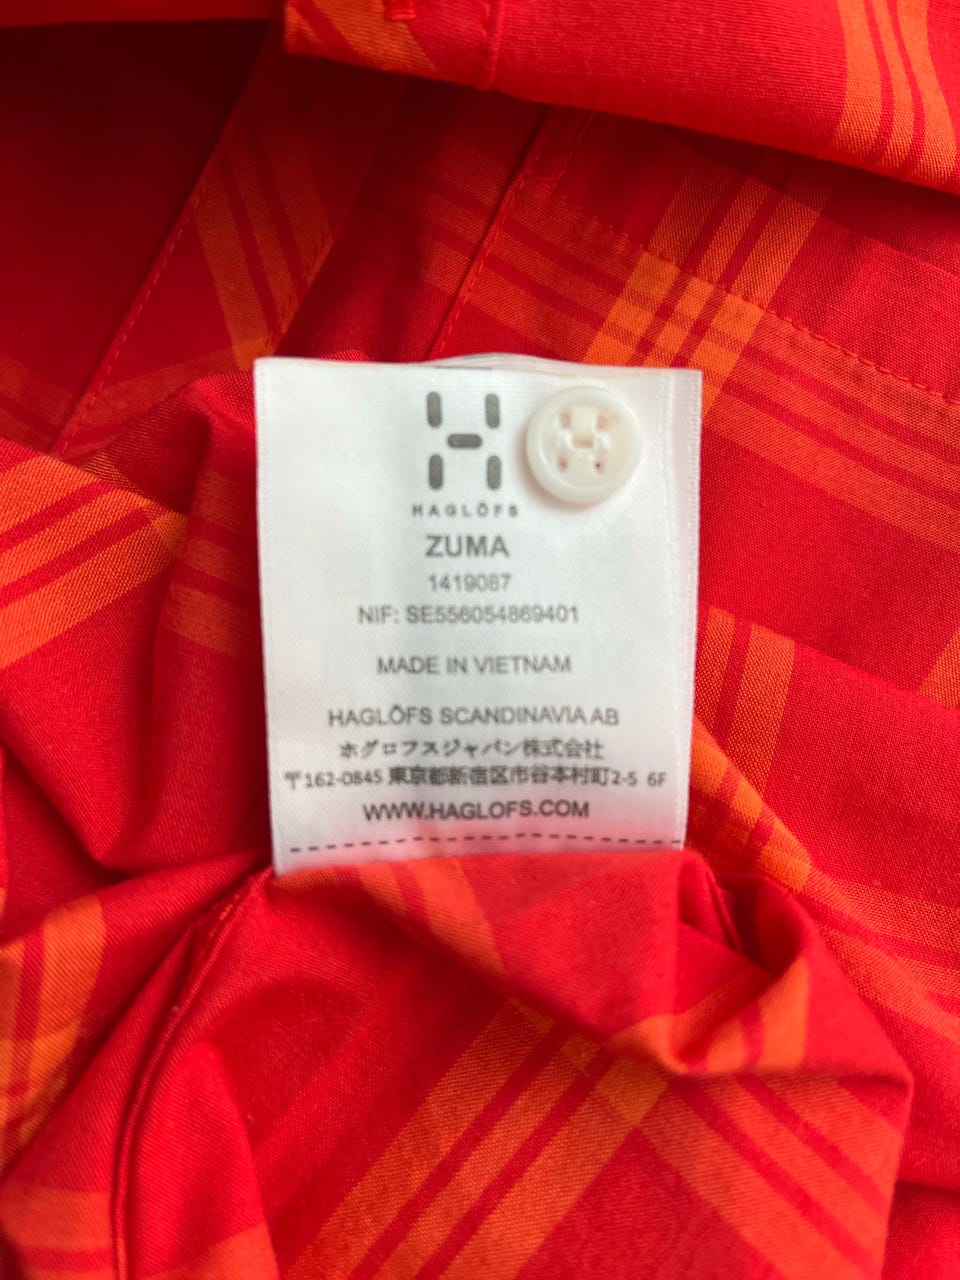 HAGLÖFS
ZUMA
1419087
NIF: SE556054869401
MADE IN VIETNAM
HAGLÖFS SCANDINAVIA AB
ホグロフスジャパン株式会社
〒162-0845 東京都新宿区市谷本村町2-5 6F
WWW.HAGLOFS.COM